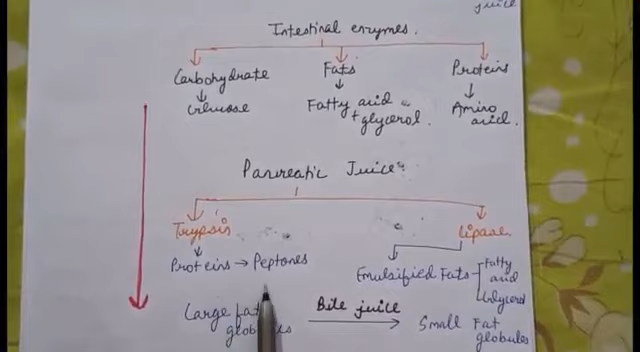 juice
Intestinal enzymes.
Carbohydrate Fats Proteins
↓ ↓ ↓
Glucose Fatty acid Amino
+ glycerol. acid.
Pancreatic Juice
Trypsin Lipase
↓
Proteins → Peptones
Emulsified Fats Fatty
acid
Glycerol
Large fat Bile juice Small Fat
globules → globules